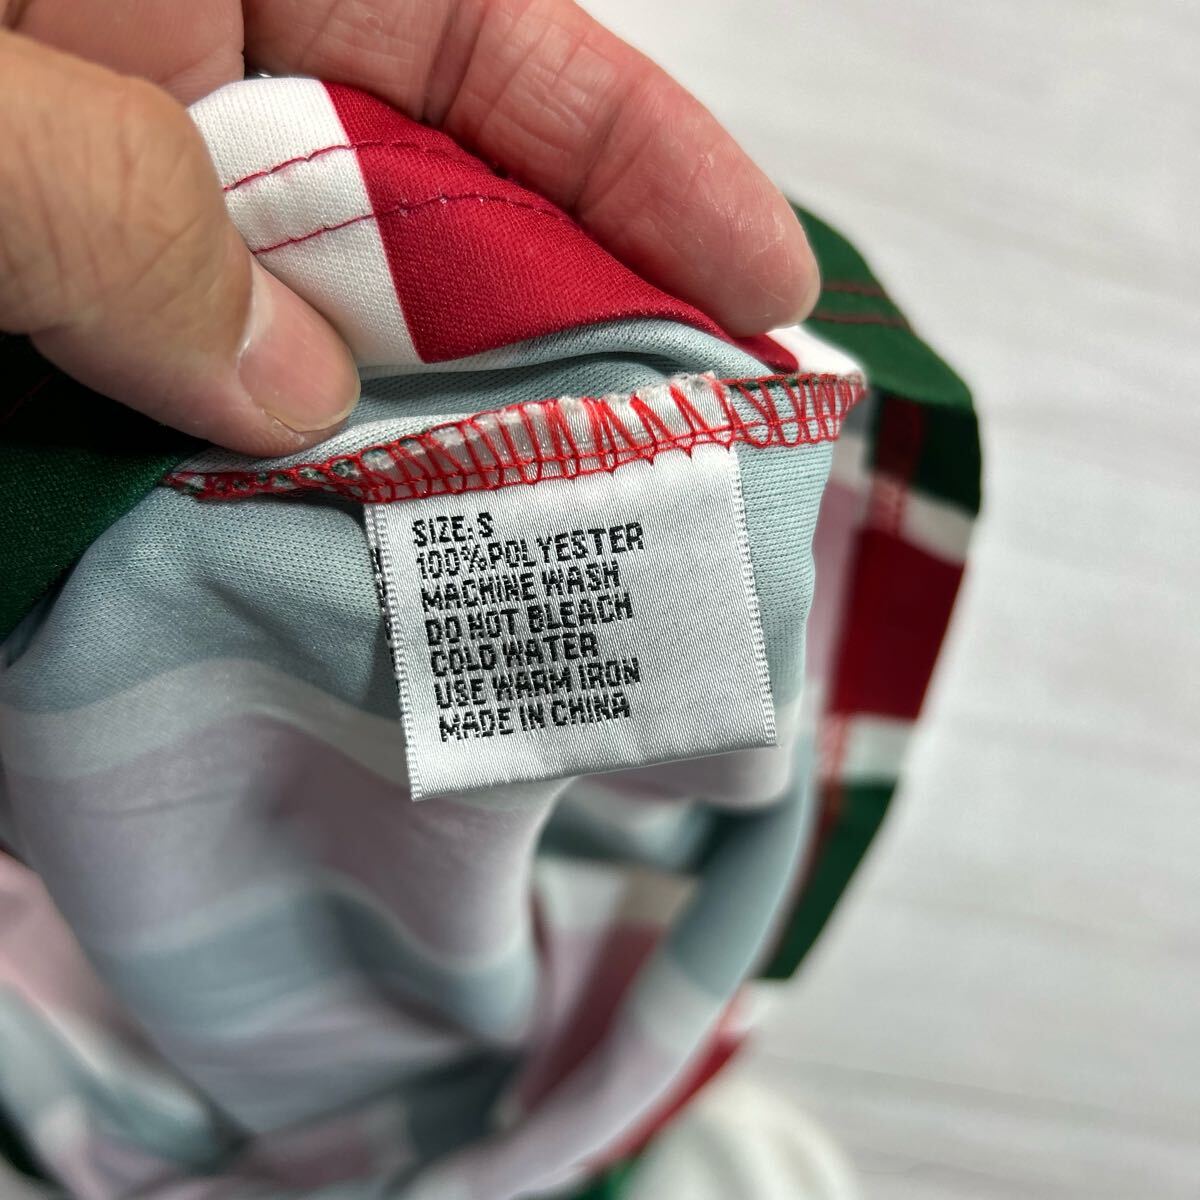 SIZE:S
100%POLYESTER
MACHINE WASH
DO NOT BLEACH
COLD WATER
USE WARM IRON
MADE IN CHINA